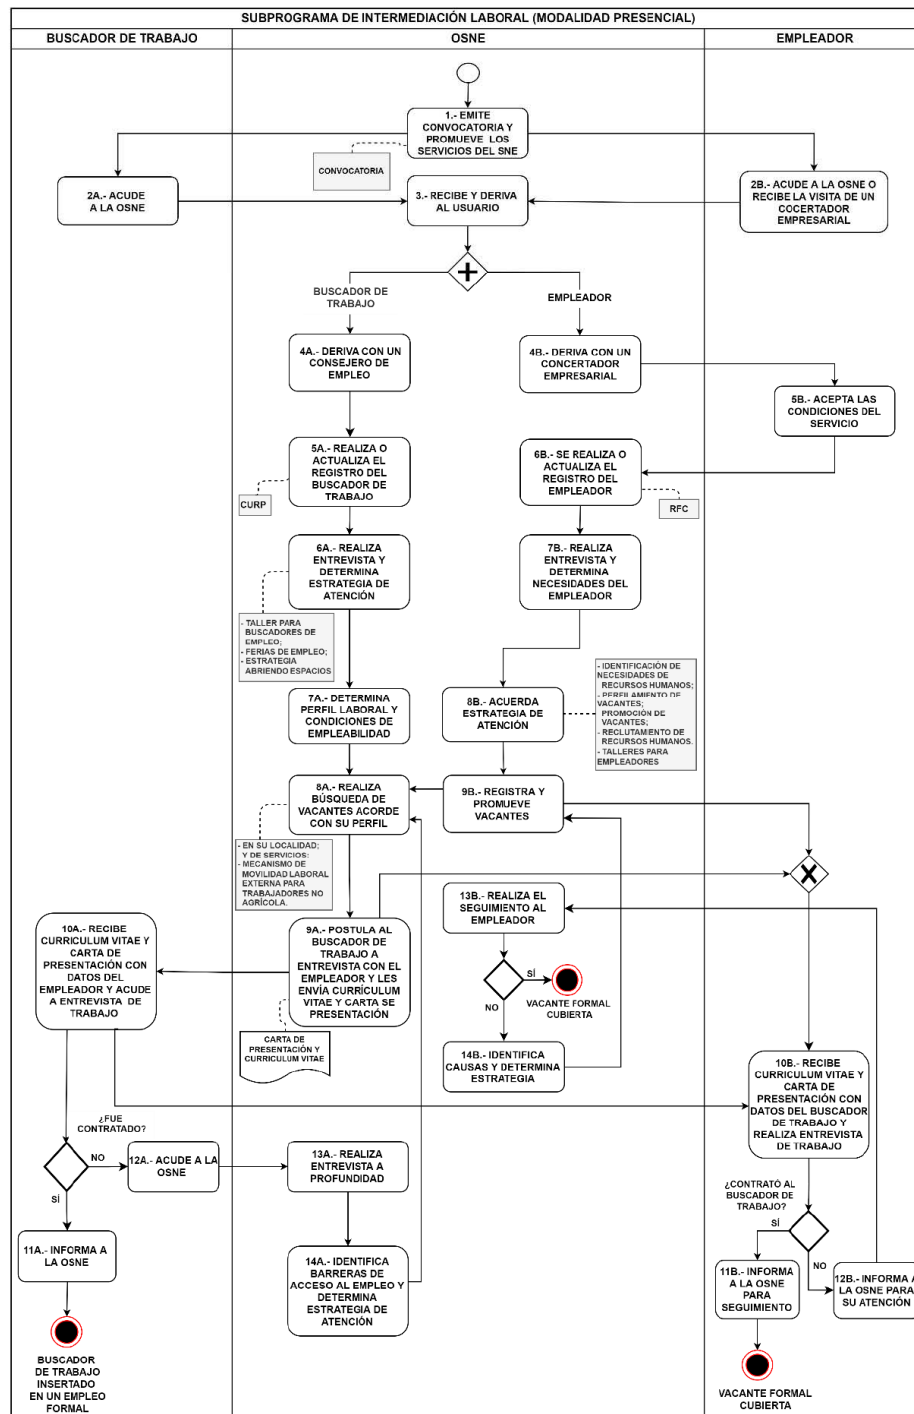 SUBPROGRAMA DE INTERMEDIACIÓN LABORAL (MODALIDAD PRESENCIAL)
BUSCADOR DE TRABAJO
OSNE
EMPLEADOR
1.- EMITE
CONVOCATORIA Y
PROMUEVE LOS
SERVICIOS DEL SNE
CONVOCATORIA
2A.- ACUDE
A LA OSNE
3.- RECIBE Y DERIVA
AL USUARIO
2B.- ACUDE A LA OSNE O
RECIBE LA VISITA DE UN
COCERTADOR
EMPRESARIAL
BUSCADOR DE
TRABAJO
EMPLEADOR
4A.- DERIVA CON UN
CONSEJERO DE
EMPLEO
4B.- DERIVA CON UN
CONCERTADOR
EMPRESARIAL
5B.- ACEPTA LAS
CONDICIONES DEL
SERVICIO
5A.- REALIZA O
ACTUALIZA EL
REGISTRO DEL
BUSCADOR DE
TRABAJO
CURP
6B.- SE REALIZA O
ACTUALIZA EL
REGISTRO DEL
EMPLEADOR
RFC
6A.- REALIZA
ENTREVISTA Y
DETERMINA
ESTRATEGIA DE
ATENCIÓN
7B.- REALIZA
ENTREVISTA Y
DETERMINA
NECESIDADES DEL
EMPLEADOR
- TALLER PARA
BUSCADORES DE
EMPLEO;
- FERIAS DE EMPLEO;
- ESTRATEGIA
ABRIENDO ESPACIOS
7A.- DETERMINA
PERFIL LABORAL Y
CONDICIONES DE
EMPLEABILIDAD
8B.- ACUERDA
ESTRATEGIA DE
ATENCIÓN
- IDENTIFICACIÓN DE
NECESIDADES DE
RECURSOS HUMANOS;
- PERFILAMIENTO DE
VACANTES;
PROMOCIÓN DE
VACANTES;
- RECLUTAMIENTO DE
RECURSOS HUMANOS.
- TALLERES PARA
EMPLEADORES
8A.- REALIZA
BÚSQUEDA DE
VACANTES ACORDE
CON SU PERFIL
9B.- REGISTRA Y
PROMUEVE
VACANTES
- EN SU LOCALIDAD;
Y DE SERVICIOS;
- MECANISMO DE
MOVILIDAD LABORAL
EXTERNA PARA
TRABAJADORES NO
AGRÍCOLA.
13B.- REALIZA EL
SEGUIMIENTO AL
EMPLEADOR
10A.- RECIBE
CURRICULUM VITAE Y
CARTA DE
PRESENTACIÓN CON
DATOS DEL
EMPLEADOR Y ACUDE
A ENTREVISTA DE
TRABAJO
9A.- POSTULA AL
BUSCADOR DE
TRABAJO A
ENTREVISTA CON EL
EMPLEADOR Y LES
ENVÍA CURRÍCULUM
VITAE Y CARTA SE
PRESENTACIÓN
SÍ
NO
VACANTE FORMAL
CUBIERTA
CARTA DE
PRESENTACIÓN Y
CURRICULUM VITAE
14B.- IDENTIFICA
CAUSAS Y DETERMINA
ESTRATEGIA
10B.- RECIBE
CURRICULUM VITAE Y
CARTA DE
PRESENTACIÓN CON
DATOS DEL BUSCADOR
DE TRABAJO Y
REALIZA ENTREVISTA
DE TRABAJO
¿FUE
CONTRATADO?
NO
SÍ
12A.- ACUDE A LA
OSNE
13A.- REALIZA
ENTREVISTA A
PROFUNDIDAD
¿CONTRATÓ AL
BUSCADOR DE
TRABAJO?
SÍ
NO
11A.- INFORMA A
LA OSNE
14A.- IDENTIFICA
BARRERAS DE
ACCESO AL EMPLEO Y
DETERMINA
ESTRATEGIA DE
ATENCIÓN
11B.- INFORMA
A LA OSNE
PARA
SEGUIMIENTO
12B.- INFORMA A
LA OSNE PARA
SU ATENCIÓN
BUSCADOR
DE TRABAJO
INSERTADO
EN UN EMPLEO
FORMAL
VACANTE FORMAL
CUBIERTA